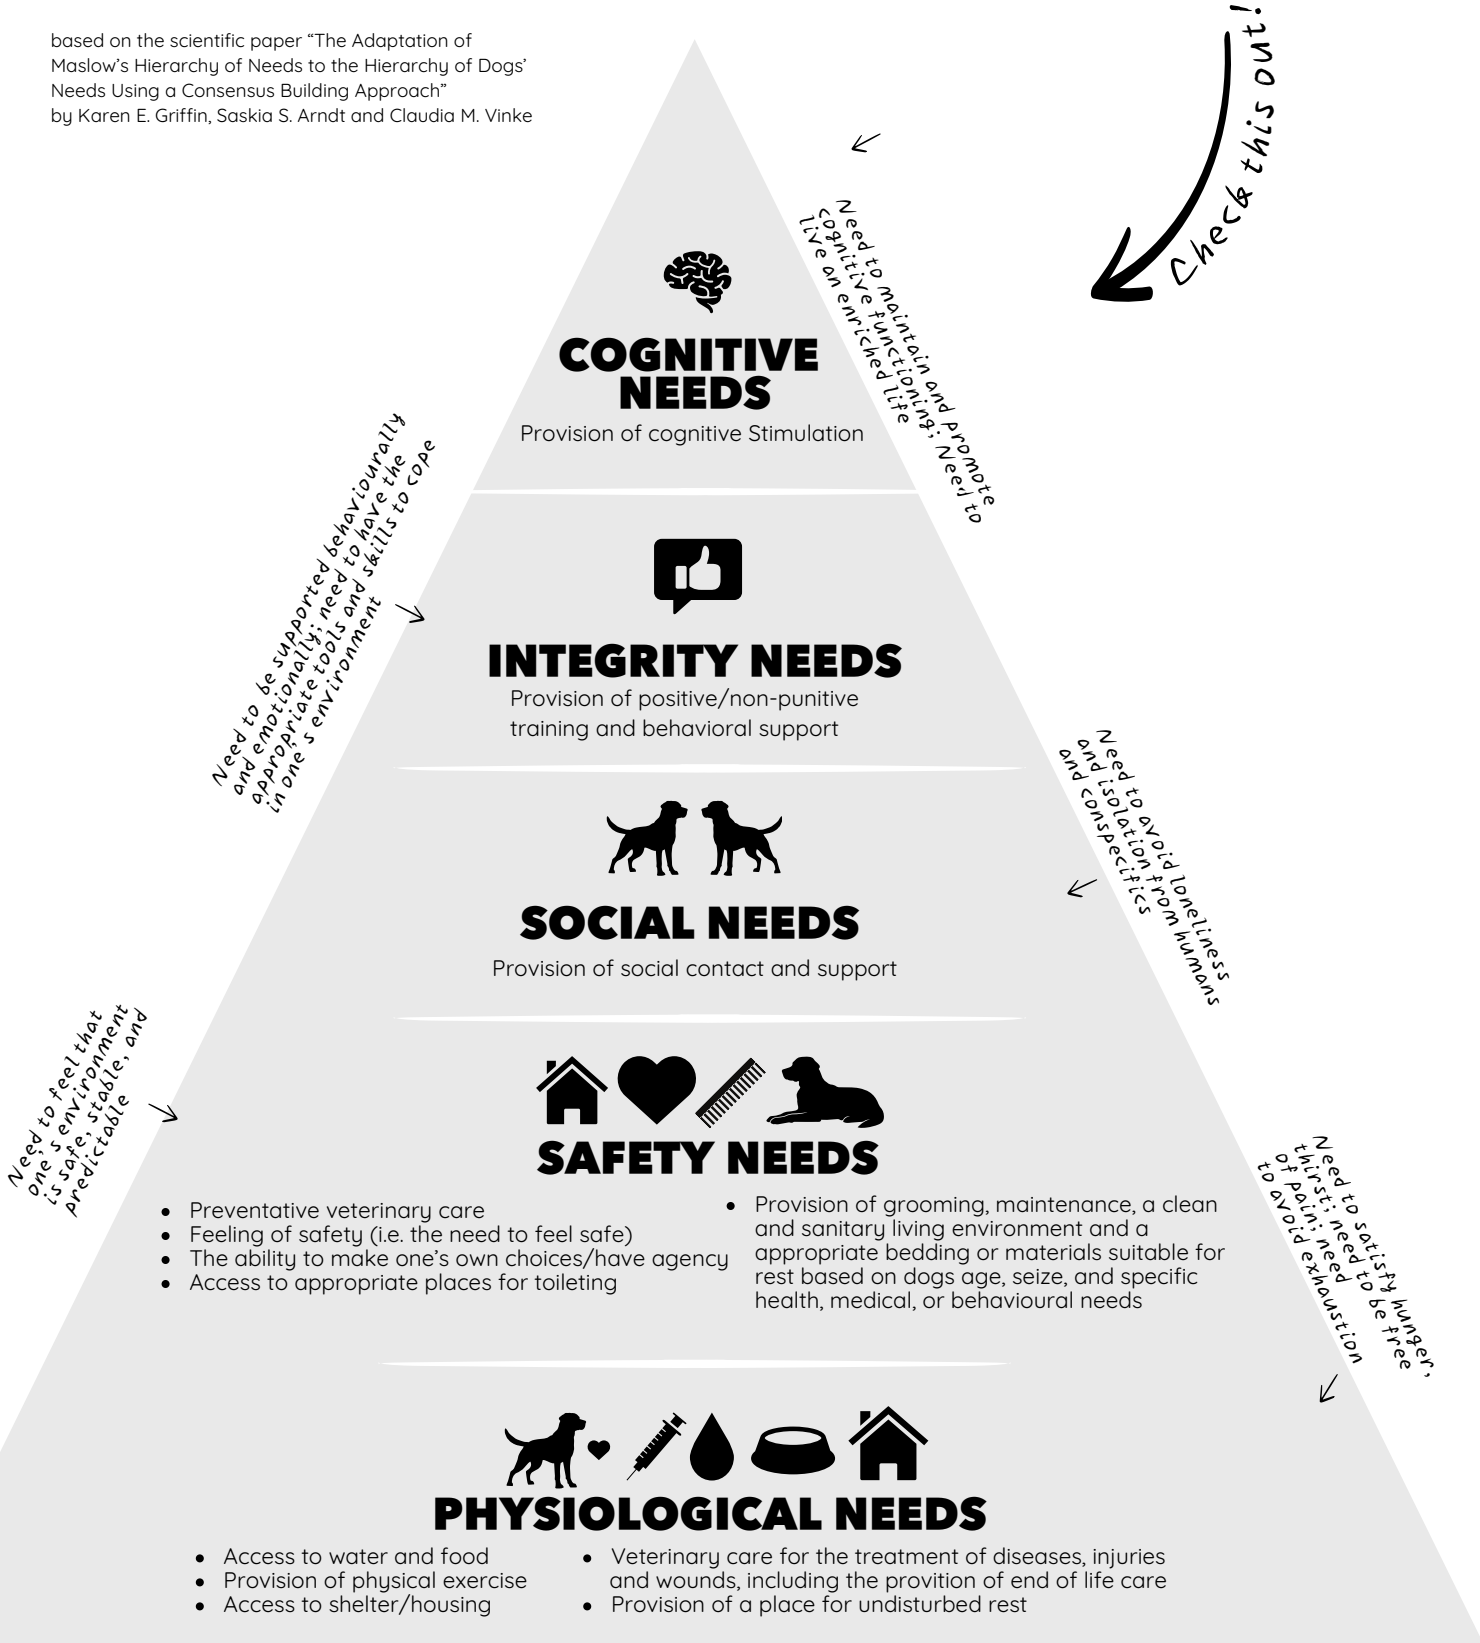 based on the scientific paper “The Adaptation of
Maslow’s Hierarchy of Needs to the Hierarchy of Dogs’
Needs Using a Consensus Building Approach”
by Karen E. Griffin, Saskia S. Arndt and Claudia M. Vinke
Check this out!
COGNITIVE
NEEDS
Provision of cognitive Stimulation
Need to maintain and promote
cognitive functioning; Need to
live an enriched life
INTEGRITY NEEDS
Provision of positive/non-punitive
training and behavioral support
Need to be supported behaviourally
and emotionally; need to have the
appropriate tools and skills to cope
in one's environment
SOCIAL NEEDS
Provision of social contact and support
Need to avoid loneliness
and isolation from humans
and conspecifics
SAFETY NEEDS
Preventative veterinary care
Feeling of safety (i.e. the need to feel safe)
The ability to make one’s own choices/have agency
Access to appropriate places for toileting
Provision of grooming, maintenance, a clean
and sanitary living environment and a
appropriate bedding or materials suitable for
rest based on dogs age, seize, and specific
health, medical, or behavioural needs
Need to feel that
one's environment
is safe, stable, and
predictable
PHYSIOLOGICAL NEEDS
Access to water and food
Provision of physical exercise
Access to shelter/housing
Veterinary care for the treatment of diseases, injuries
and wounds, including the provition of end of life care
Provision of a place for undisturbed rest
Need to satisfy hunger,
thirst; need to be free
of pain; need
to avoid exhaustion